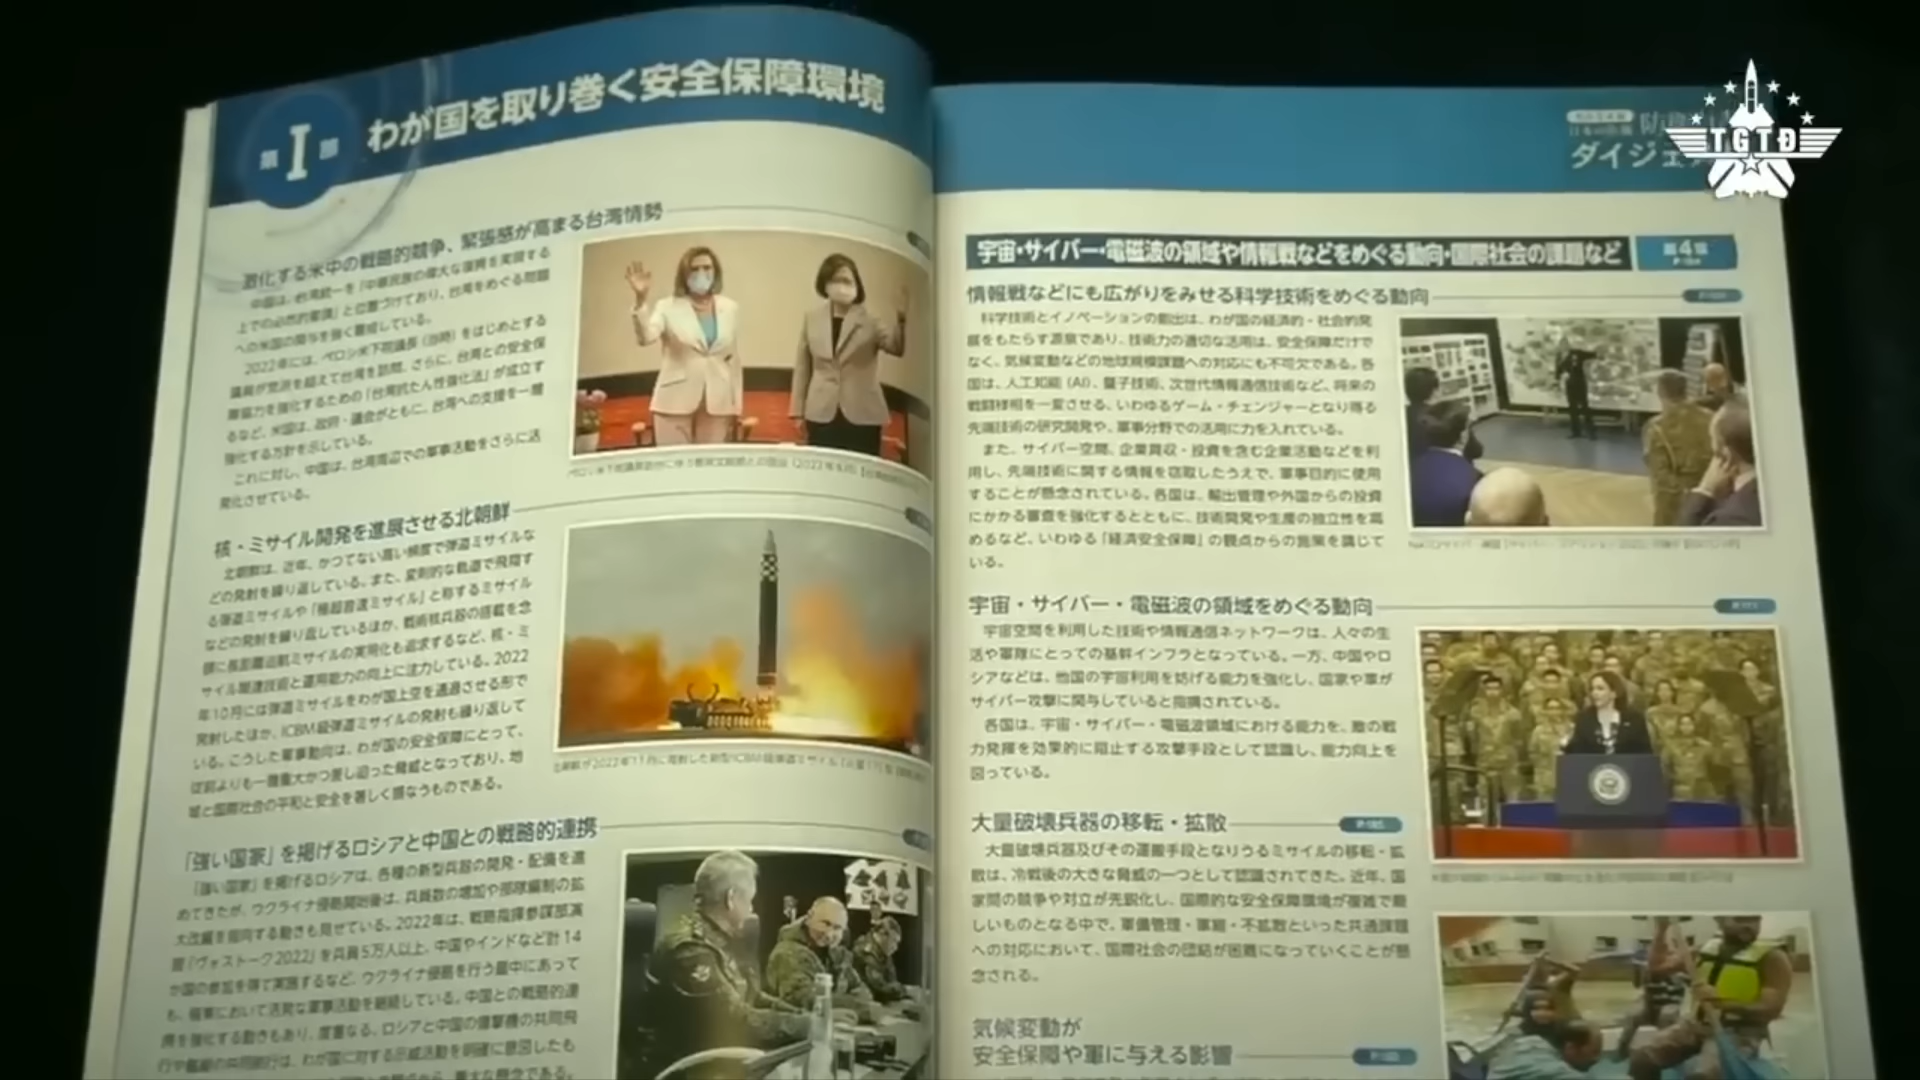 第I部 わが国を取り巻く安全保障環境
激化する米中の戦略的競争、緊張感が高まる台湾情勢
中国は、台湾統一を「中華民族の偉大な復興を実現する
上での必然的要請」と位置づけており、台湾をめぐる問題
への米国の関与を強く警戒している。
2022年には、ペロシ米下院議長（当時）をはじめとする
議員が党派を超えて台湾を訪問、さらに、台湾との安全保
障協力を強化するための「台湾抗たん性強化法」が成立す
るなど、米国は、政府・議会がともに、台湾への支援を一層
強化する方針を示している。
これに対し、中国は、台湾周辺での軍事活動をさらに活
発化させている。
核・ミサイル開発を進展させる北朝鮮
北朝鮮は、近年、かつてない高い頻度で弾道ミサイルな
どの発射を繰り返している。また、変則的な軌道で飛翔す
る弾道ミサイルや「極超音速ミサイル」と称するミサイル
などの発射を繰り返しているほか、戦術核兵器の搭載を念
頭に長距離巡航ミサイルの実用化も追求するなど、核・ミ
サイル関連技術と運用能力の向上に注力している。2022
年10月には弾道ミサイルをわが国上空を通過させる形で
発射したほか、ICBM級弾道ミサイルの発射も繰り返して
いる。こうした軍事動向は、わが国の安全保障にとって、
従前よりも一層重大かつ差し迫った脅威となっており、地
域と国際社会の平和と安全を著しく損なうものである。
北朝鮮が2022年11月に発射した新型ICBM級弾道ミサイル
「強い国家」を掲げるロシアと中国との戦略的連携
「強い国家」を掲げるロシアは、各種の新型兵器の開発・配備を進
めてきたが、ウクライナ侵略開始後は、兵員数の増加や部隊編制の拡
大改編を指向する動きも見せている。2022年は、戦略指揮参謀部演
習「ヴォストーク2022」を兵員5万人以上、中国やインドなど計14
か国の参加を得て実施するなど、ウクライナ侵略を行う最中にあって
も、極東において活発な軍事活動を継続している。中国との戦略的連
携を強化する動きもあり、度重なる、ロシアと中国の爆撃機の共同飛
行や艦艇の共同航行は、わが国に対する示威活動を明確に意図したも
ダイジェ
TGTĐ
宇宙・サイバー・電磁波の領域や情報戦などをめぐる動向・国際社会の課題など 第4章
情報戦などにも広がりをみせる科学技術をめぐる動向
科学技術とイノベーションの創出は、わが国の経済的・社会的発
展をもたらす源泉であり、技術力の適切な活用は、安全保障だけで
なく、気候変動などの地球規模課題への対応にも不可欠である。各
国は、人工知能（AI）、量子技術、次世代情報通信技術など、将来の
戦闘様相を一変させる、いわゆるゲーム・チェンジャーとなり得る
先端技術の研究開発や、軍事分野での活用に力を入れている。
また、サイバー空間、企業買収・投資を含む企業活動などを利
用し、先端技術に関する情報を窃取したうえで、軍事目的に使用
することが懸念されている。各国は、輸出管理や外国からの投資
にかかる審査を強化するとともに、技術開発や生産の独立性を高
めるなど、いわゆる「経済安全保障」の観点からの施策を講じて
いる。
宇宙・サイバー・電磁波の領域をめぐる動向
宇宙空間を利用した技術や情報通信ネットワークは、人々の生
活や軍隊にとっての基幹インフラとなっている。一方、中国やロ
シアなどは、他国の宇宙利用を妨げる能力を強化し、国家や軍が
サイバー攻撃に関与していると指摘されている。
各国は、宇宙・サイバー・電磁波領域における能力を、敵の戦
力発揮を効果的に阻止する攻撃手段として認識し、能力向上を
図っている。
大量破壊兵器の移転・拡散
大量破壊兵器及びその運搬手段となりうるミサイルの移転・拡
散は、冷戦後の大きな脅威の一つとして認識されてきた。近年、国
家間の競争や対立が先鋭化し、国際的な安全保障環境が複雑で厳
しいものとなる中で、軍備管理・軍縮・不拡散といった共通課題
への対応において、国際社会の団結が困難になっていくことが懸
念される。
気候変動が
安全保障や軍に与える影響